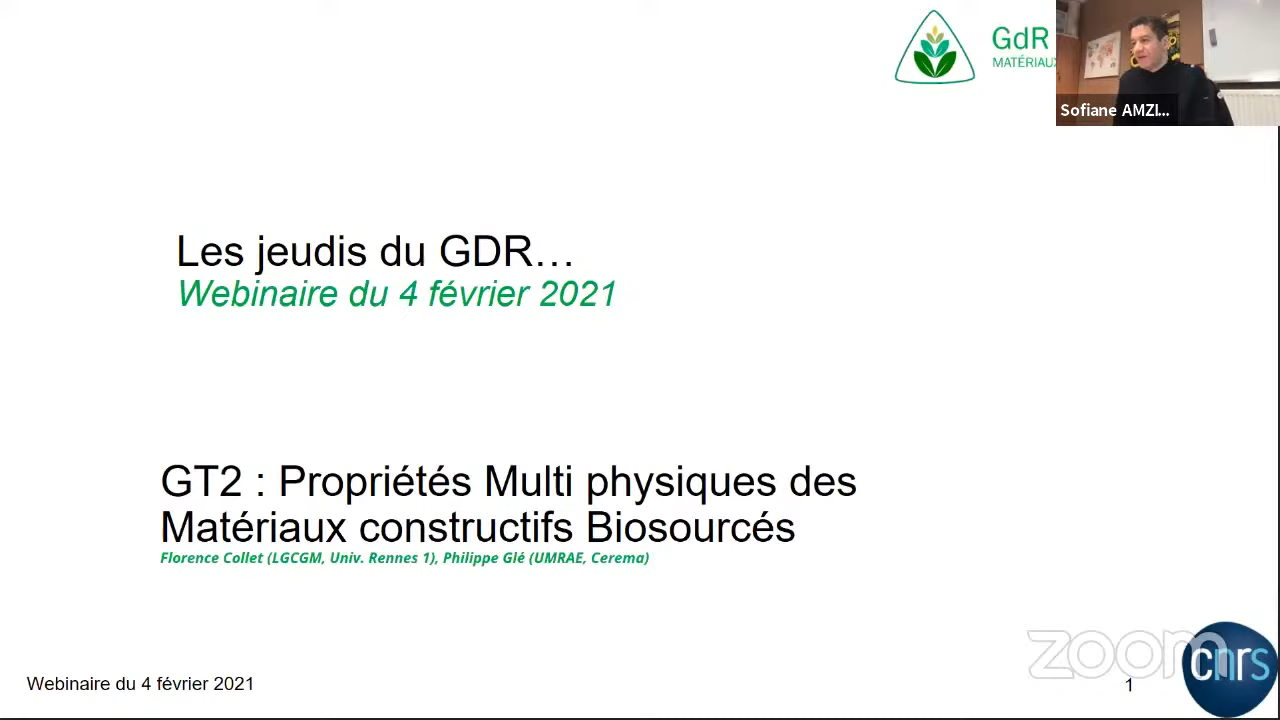 GdR
MATÉRIAUX
Sofiane AMZI...
Les jeudis du GDR…
Webinaire du 4 février 2021
GT2 : Propriétés Multi physiques des
Matériaux constructifs Biosourcés
Florence Collet (LGCGM, Univ. Rennes 1), Philippe Glé (UMRAE, Cerema)
zoom
cnrs
Webinaire du 4 février 2021
1